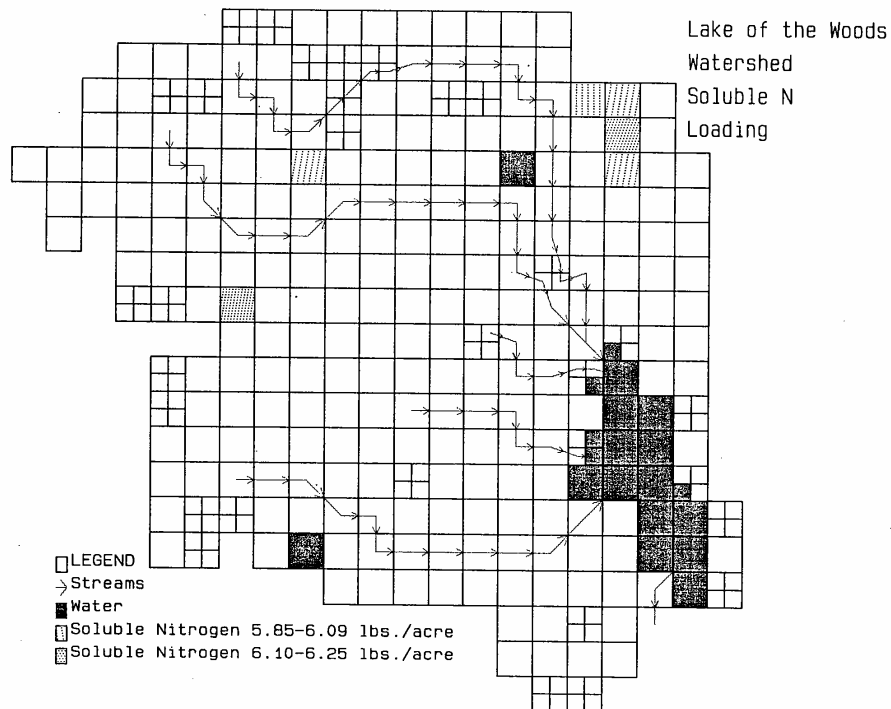 Lake of the Woods
Watershed
Soluble N
Loading
LEGEND
Streams
Water
Soluble Nitrogen 5.85-6.09 lbs./acre
Soluble Nitrogen 6.10-6.25 lbs./acre